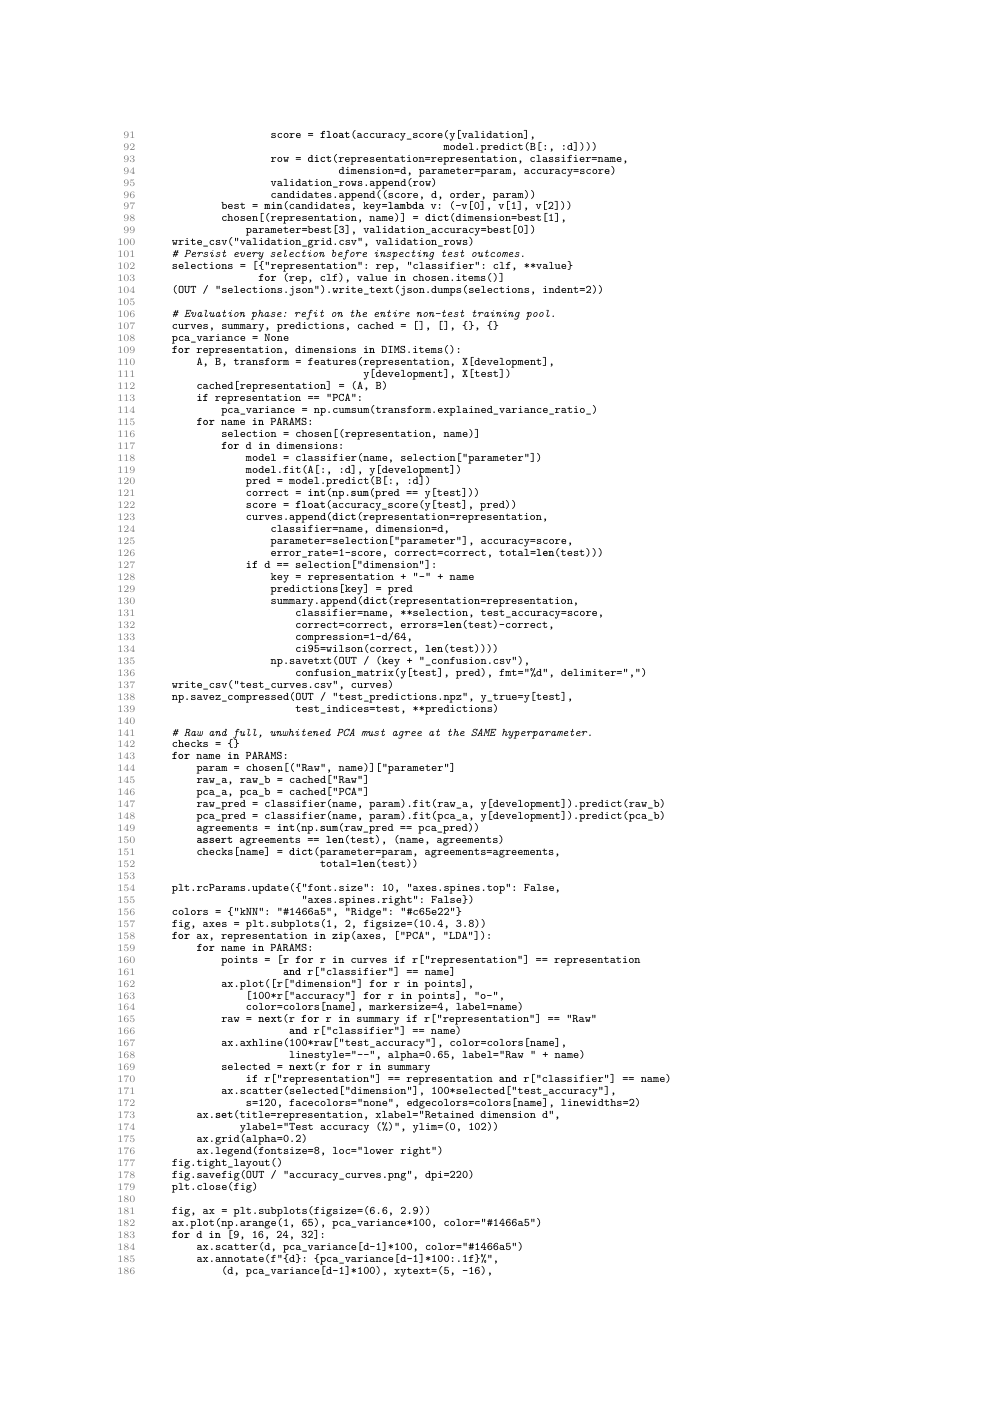 91 score = float(accuracy_score(y[validation],
92 model.predict(B[:, :d])))
93 row = dict(representation=representation, classifier=name,
94 dimension=d, parameter=param, accuracy=score)
95 validation_rows.append(row)
96 candidates.append((score, d, order, param))
97 best = min(candidates, key=lambda v: (-v[0], v[1], v[2]))
98 chosen[(representation, name)] = dict(dimension=best[1],
99 parameter=best[3], validation_accuracy=best[0])
100 write_csv("validation_grid.csv", validation_rows)
101 # Persist every selection before inspecting test outcomes.
102 selections = [{"representation": rep, "classifier": clf, **value}
103 for (rep, clf), value in chosen.items()]
104 (OUT / "selections.json").write_text(json.dumps(selections, indent=2))
105
106 # Evaluation phase: refit on the entire non-test training pool.
107 curves, summary, predictions, cached = [], [], {}, {}
108 pca_variance = None
109 for representation, dimensions in DIMS.items():
110 A, B, transform = features(representation, X[development],
111 y[development], X[test])
112 cached[representation] = (A, B)
113 if representation == "PCA":
114 pca_variance = np.cumsum(transform.explained_variance_ratio_)
115 for name in PARAMS:
116 selection = chosen[(representation, name)]
117 for d in dimensions:
118 model = classifier(name, selection["parameter"])
119 model.fit(A[:, :d], y[development])
120 pred = model.predict(B[:, :d])
121 correct = int(np.sum(pred == y[test]))
122 score = float(accuracy_score(y[test], pred))
123 curves.append(dict(representation=representation,
124 classifier=name, dimension=d,
125 parameter=selection["parameter"], accuracy=score,
126 error_rate=1-score, correct=correct, total=len(test)))
127 if d == selection["dimension"]:
128 key = representation + "-" + name
129 predictions[key] = pred
130 summary.append(dict(representation=representation,
131 classifier=name, **selection, test_accuracy=score,
132 correct=correct, errors=len(test)-correct,
133 compression=1-d/64,
134 ci95=wilson(correct, len(test))))
135 np.savetxt(OUT / (key + "_confusion.csv"),
136 confusion_matrix(y[test], pred), fmt="%d", delimiter=",")
137 write_csv("test_curves.csv", curves)
138 np.savez_compressed(OUT / "test_predictions.npz", y_true=y[test],
139 test_indices=test, **predictions)
140
141 # Raw and full, unwhitened PCA must agree at the SAME hyperparameter.
142 checks = {}
143 for name in PARAMS:
144 param = chosen[("Raw", name)]["parameter"]
145 raw_a, raw_b = cached["Raw"]
146 pca_a, pca_b = cached["PCA"]
147 raw_pred = classifier(name, param).fit(raw_a, y[development]).predict(raw_b)
148 pca_pred = classifier(name, param).fit(pca_a, y[development]).predict(pca_b)
149 agreements = int(np.sum(raw_pred == pca_pred))
150 assert agreements == len(test), (name, agreements)
151 checks[name] = dict(parameter=param, agreements=agreements,
152 total=len(test))
153
154 plt.rcParams.update({"font.size": 10, "axes.spines.top": False,
155 "axes.spines.right": False})
156 colors = {"kNN": "#1466a5", "Ridge": "#c65e22"}
157 fig, axes = plt.subplots(1, 2, figsize=(10.4, 3.8))
158 for ax, representation in zip(axes, ["PCA", "LDA"]):
159 for name in PARAMS:
160 points = [r for r in curves if r["representation"] == representation
161 and r["classifier"] == name]
162 ax.plot([r["dimension"] for r in points],
163 [100*r["accuracy"] for r in points], "o-",
164 color=colors[name], markersize=4, label=name)
165 raw = next(r for r in summary if r["representation"] == "Raw"
166 and r["classifier"] == name)
167 ax.axhline(100*raw["test_accuracy"], color=colors[name],
168 linestyle="--", alpha=0.65, label="Raw " + name)
169 selected = next(r for r in summary
170 if r["representation"] == representation and r["classifier"] == name)
171 ax.scatter(selected["dimension"], 100*selected["test_accuracy"],
172 s=120, facecolors="none", edgecolors=colors[name], linewidths=2)
173 ax.set(title=representation, xlabel="Retained dimension d",
174 ylabel="Test accuracy (%)", ylim=(0, 102))
175 ax.grid(alpha=0.2)
176 ax.legend(fontsize=8, loc="lower right")
177 fig.tight_layout()
178 fig.savefig(OUT / "accuracy_curves.png", dpi=220)
179 plt.close(fig)
180
181 fig, ax = plt.subplots(figsize=(6.6, 2.9))
182 ax.plot(np.arange(1, 65), pca_variance*100, color="#1466a5")
183 for d in [9, 16, 24, 32]:
184 ax.scatter(d, pca_variance[d-1]*100, color="#1466a5")
185 ax.annotate(f"{d}: {pca_variance[d-1]*100:.1f}%",
186 (d, pca_variance[d-1]*100), xytext=(5, -16),